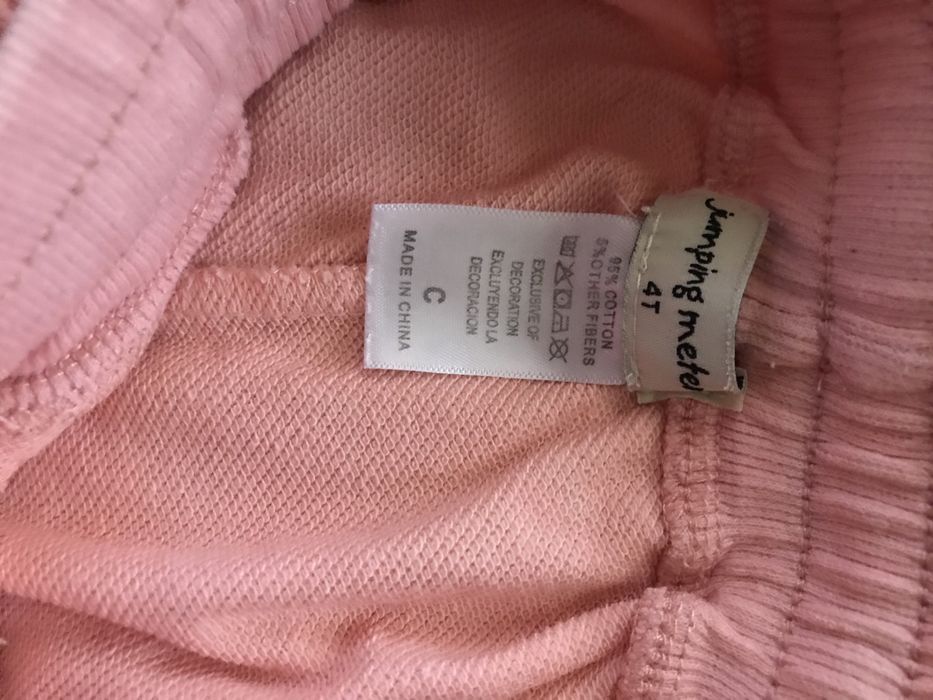 jumping meter
4T
95% COTTON
5%OTHER FIBERS
EXCLUSIVE OF
DECORATION
EXCLUYENDO LA
DECORACION
C
MADE IN CHINA